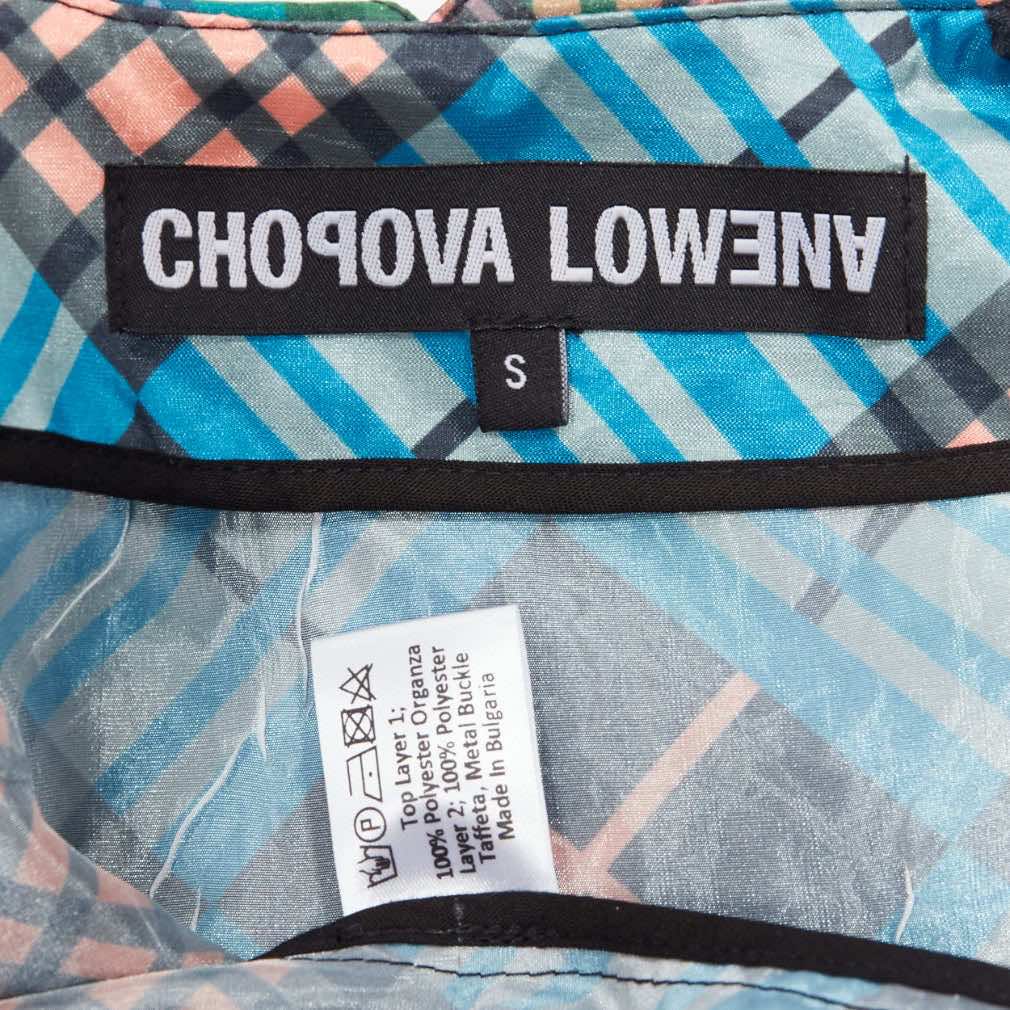 CHOPOVA LOWENA
S
Top Layer 1;
100% Polyester Organza
Layer 2; 100% Polyester
Taffeta, Metal Buckle
Made In Bulgaria
P